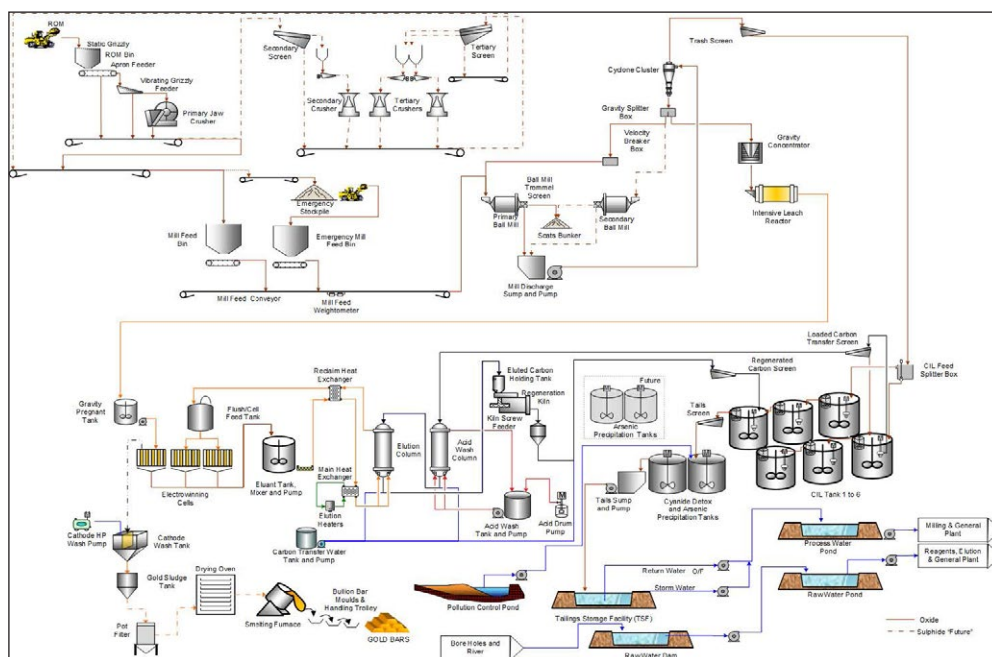 ROM
Static Grizzly
ROM Bin
Apron Feeder
Vibrating Grizzly
Feeder
Primary Jaw
Crusher
Secondary
Screen
Tertiary
Screen
Secondary
Crusher
Tertiary
Crushers
Trash Screen
Cyclone Cluster
Gravity Splitter
Box
Velocity
Breaker
Box
Gravity
Concentrator
Intensive Leach
Reactor
Ball Mill
Trommel
Screen
Primary
Ball Mill
Scats Bunker
Secondary
Ball Mill
Mill Discharge
Sump and Pump
Emergency
Stockpile
Mill Feed
Bin
Emergency Mill
Feed Bin
Mill Feed Conveyor
Mill Feed
Weightometer
Loaded Carbon
Transfer Screen
Regenerated
Carbon Screen
CIL Feed
Splitter Box
Tails
Screen
CIL Tank 1 to 6
Future
Arsenic
Precipitation Tanks
Cyanide Detox
and Arsenic
Precipitation Tanks
Tails Sump
and Pump
Eluted Carbon
Holding Tank
Regeneration
Kiln
Kiln Screw
Feeder
Reclaim Heat
Exchanger
Gravity
Pregnant
Tank
Flush/Cell
Feed Tank
Elution
Column
Acid
Wash
Column
Electrowinning
Cells
Eluant Tank,
Mixer and Pump
Main Heat
Exchanger
Elution
Heaters
Acid Wash
Tank and Pump
Acid Drum
Pump
Carbon Transfer Water
Tank and Pump
Cathode HP
Wash Pump
Cathode
Wash Tank
Gold Sludge
Tank
Drying Oven
Pot
Filter
Smelting Furnace
Bullion Bar
Moulds &
Handing Trolley
GOLD BARS
Pollution Control Pond
Return Water
O/F
Storm Water
Tailings Storage Facility (TSF)
Process Water
Pond
Milling & General
Plant
Reagents, Elution
& General Plant
RawWater Pond
Bore Holes and
River
RawWater Dam
Oxide
Sulphide "Future"